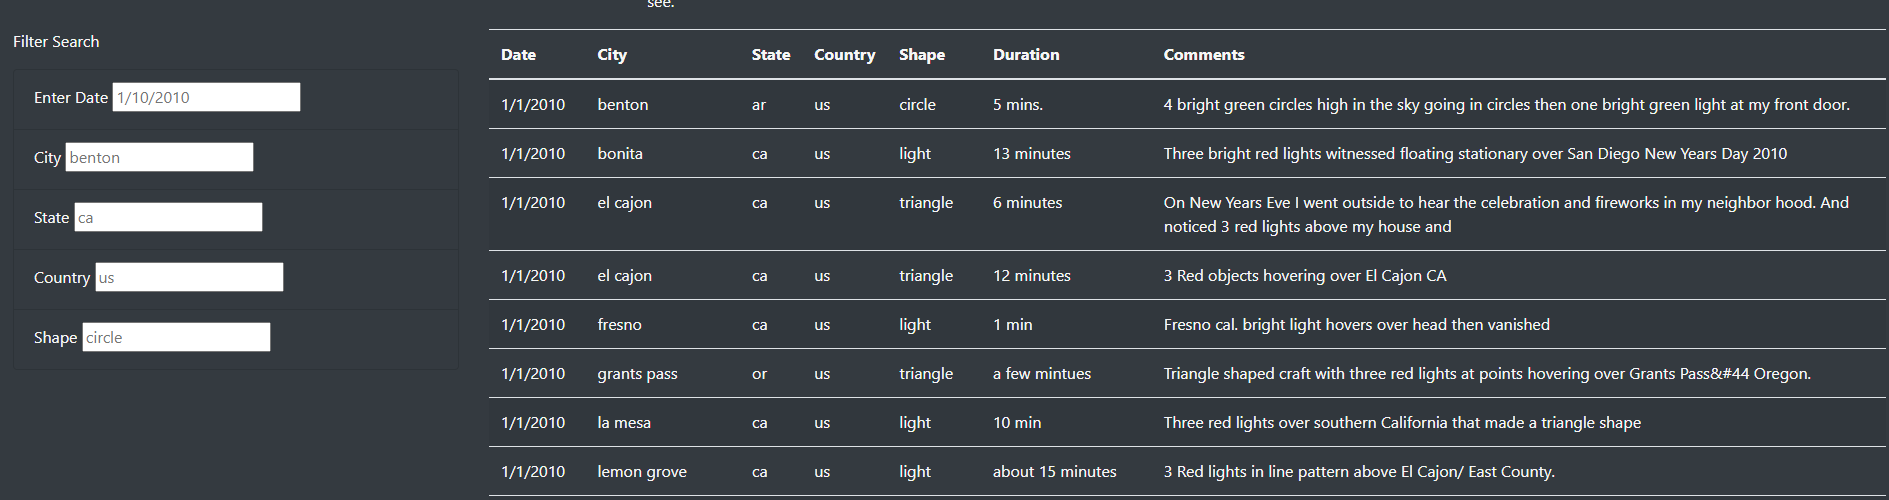 see.
Filter Search
Enter Date 1/10/2010
City benton
State ca
Country us
Shape circle
Date City State Country Shape Duration Comments
1/1/2010 benton ar us circle 5 mins. 4 bright green circles high in the sky going in circles then one bright green light at my front door.
1/1/2010 bonita ca us light 13 minutes Three bright red lights witnessed floating stationary over San Diego New Years Day 2010
1/1/2010 el cajon ca us triangle 6 minutes On New Years Eve I went outside to hear the celebration and fireworks in my neighbor hood. And
noticed 3 red lights above my house and
1/1/2010 el cajon ca us triangle 12 minutes 3 Red objects hovering over El Cajon CA
1/1/2010 fresno ca us light 1 min Fresno cal. bright light hovers over head then vanished
1/1/2010 grants pass or us triangle a few mintues Triangle shaped craft with three red lights at points hovering over Grants Pass&#44 Oregon.
1/1/2010 la mesa ca us light 10 min Three red lights over southern California that made a triangle shape
1/1/2010 lemon grove ca us light about 15 minutes 3 Red lights in line pattern above El Cajon/ East County.